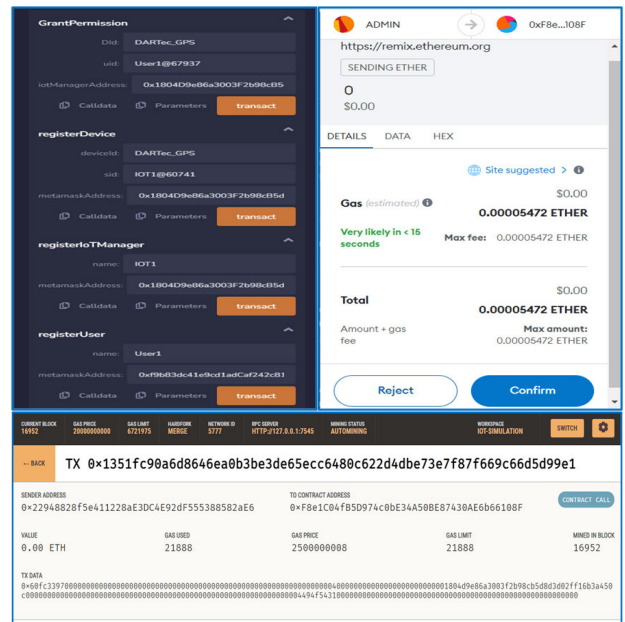 GrantPermission
DId: DARTec_GPS
uid: User1@67937
iotManagerAddress: 0x1804D9e86a3003F2b98cB5
Calldata Parameters transact
registerDevice
deviceId: DARTec_GPS
sid: IOT1@60741
metamaskAddress: 0x1804D9e86a3003F2b98cB5d
Calldata Parameters transact
registerIoTManager
name: IOT1
metamaskAddress: 0x1804D9e86a3003F2b98cB5d
Calldata Parameters transact
registerUser
name: User1
metamaskAddress: 0xf9b83dc41e9cd1adCaf242c81
Calldata Parameters transact
ADMIN 0xF8e...108F
https://remix.ethereum.org
SENDING ETHER
0
$0.00
DETAILS DATA HEX
Site suggested >
$0.00
Gas (estimated) 0.00005472 ETHER
Very likely in < 15 seconds Max fee: 0.00005472 ETHER
$0.00
Total 0.00005472 ETHER
Amount + gas fee Max amount: 0.00005472 ETHER
Reject Confirm
CURRENT BLOCK GAS PRICE GAS LIMIT HARDFORK NETWORK ID RPC SERVER MINING STATUS WORKSPACE
16952 20000000000 6721975 MERGE 5777 HTTP://127.0.0.1:7545 AUTOMINING IOT-SIMULATION SWITCH
← BACK TX 0×1351fc90a6d8646ea0b3be3de65ecc6480c622d4dbe73e7f87f669c66d5d99e1
SENDER ADDRESS TO CONTRACT ADDRESS
0×22948828f5e411228aE3DC4E92dF555388582aE6 0×F8e1C04fB5D974c0bE34A50BE87430AE6b66108F CONTRACT CALL
VALUE GAS USED GAS PRICE GAS LIMIT MINED IN BLOCK
0.00 ETH 21888 2500000008 21888 16952
TX DATA